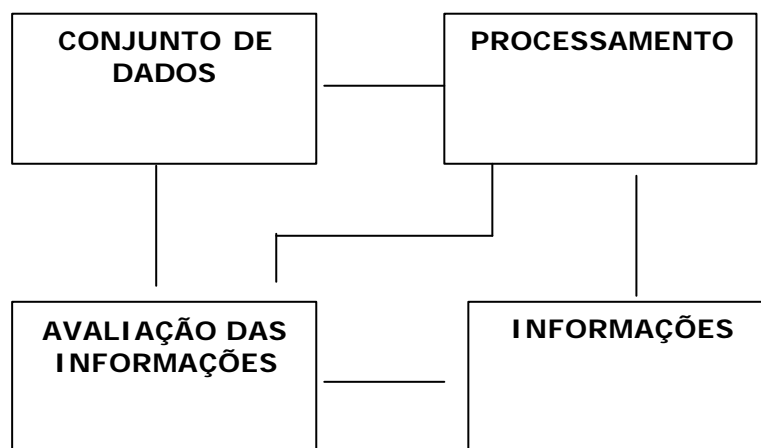 CONJUNTO DE
DADOS
PROCESSAMENTO
AVALIAÇÃO DAS
INFORMAÇÕES
INFORMAÇÕES